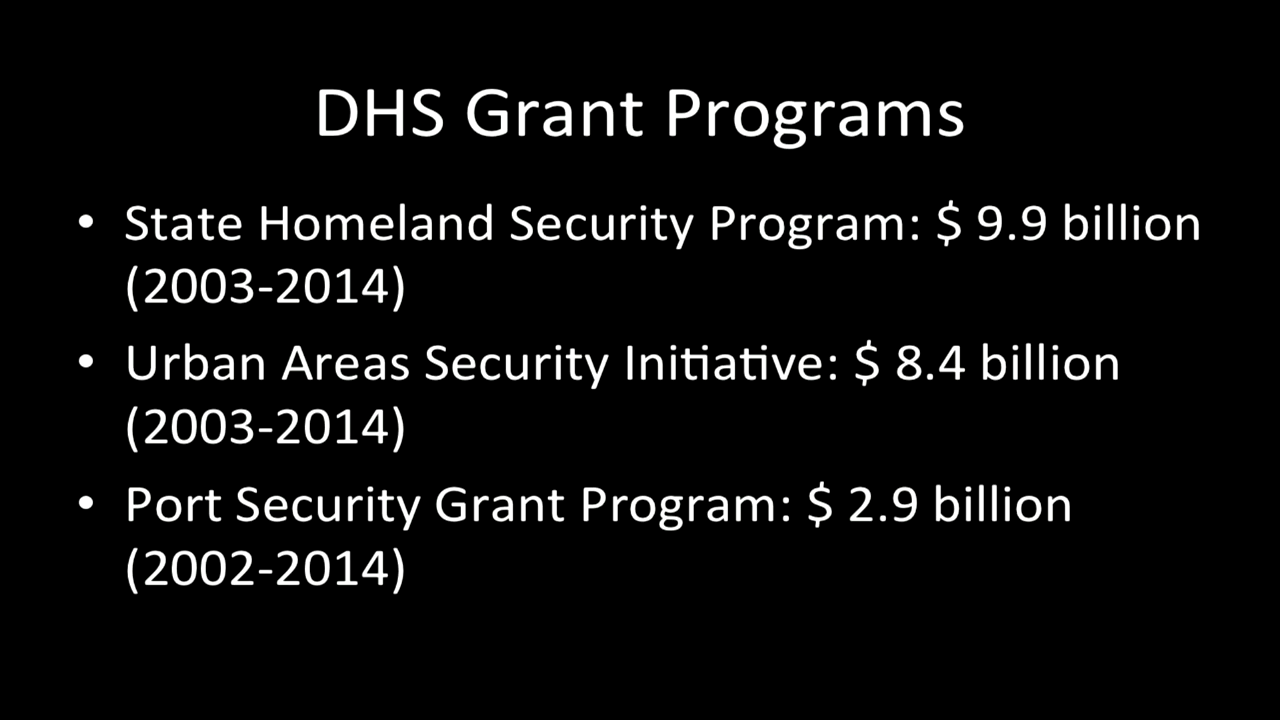 DHS Grant Programs
• State Homeland Security Program: $ 9.9 billion
(2003-2014)
• Urban Areas Security Initiative: $ 8.4 billion
(2003-2014)
• Port Security Grant Program: $ 2.9 billion
(2002-2014)